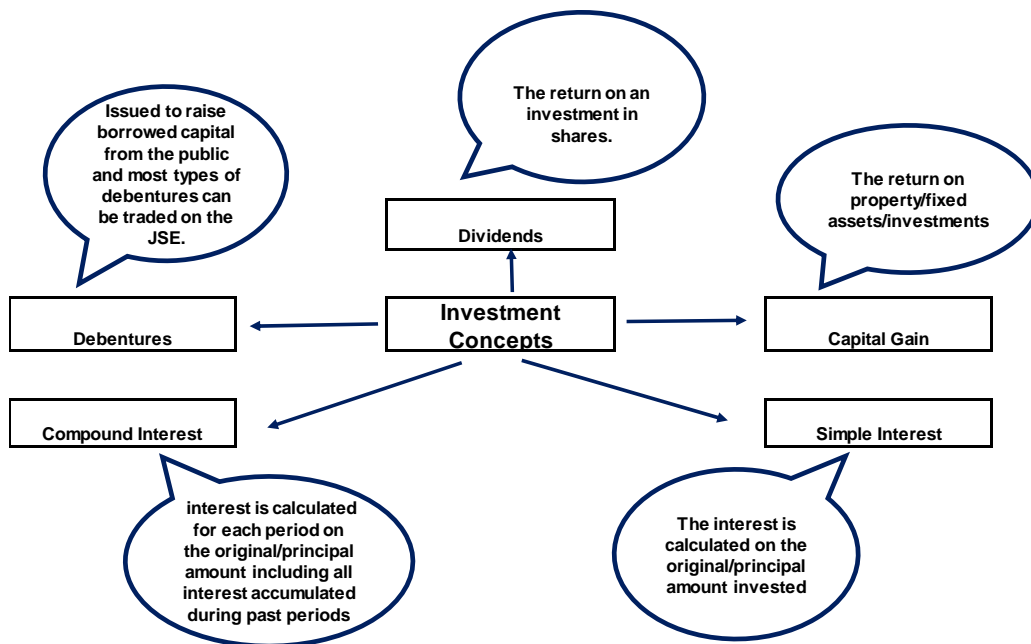 The return on an
investment in
shares.
Issued to raise
borrowed capital
from the public
and most types of
debentures can
be traded on the
JSE.
The return on
property/fixed
assets/investments
Dividends
Investment
Concepts
Debentures
Capital Gain
Compound Interest
Simple Interest
interest is calculated
for each period on
the original/principal
amount including all
interest accumulated
during past periods
The interest is
calculated on the
original/principal
amount invested